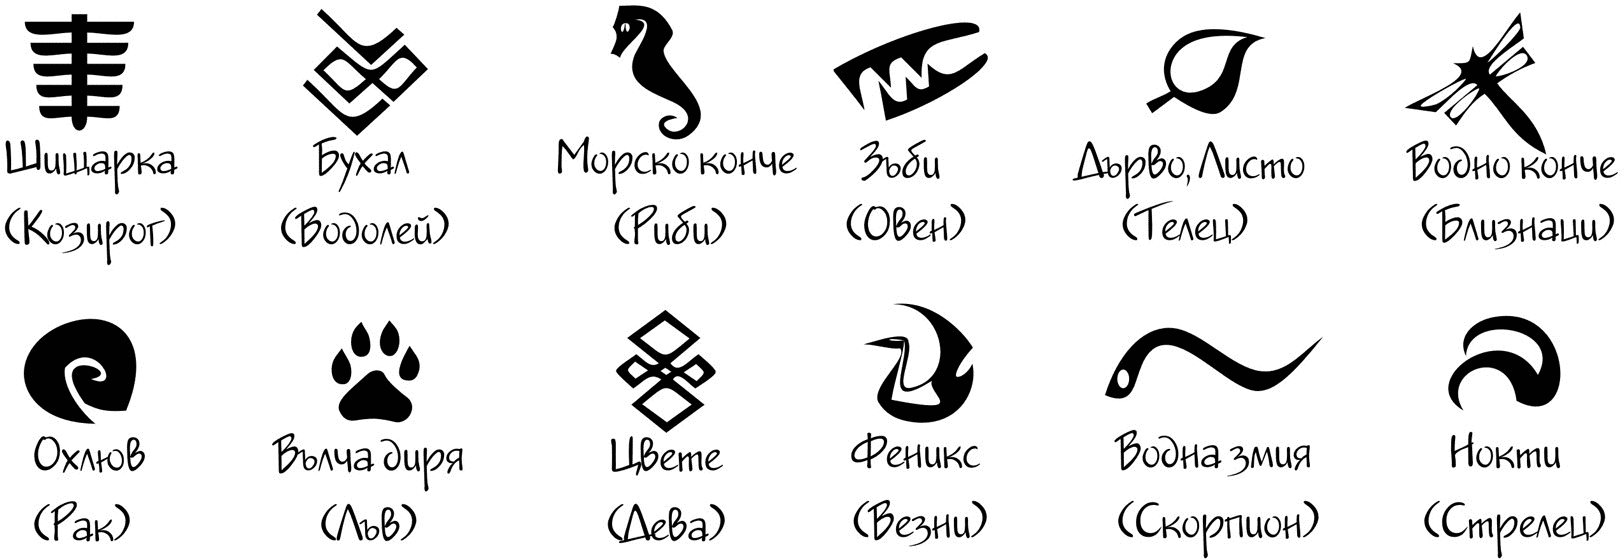 Шищарка
(Козирог)
Бухал
(Водолей)
Морско конче
(Риби)
Зъби
(Овен)
Дърво, Листо
(Телец)
Водно конче
(Близнаци)
Охлюв
(Рак)
Вълча диря
(Лъв)
Цвете
(Дева)
Феникс
(Везни)
Водна змия
(Скорпион)
Нокти
(Стрелец)